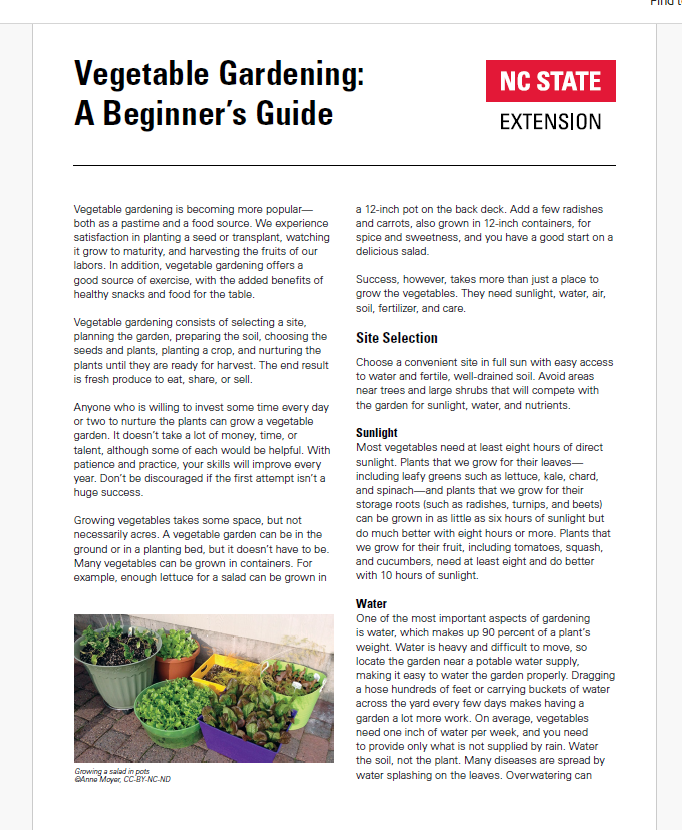 Vegetable Gardening:
A Beginner's Guide
NC STATE
EXTENSION
Vegetable gardening is becoming more popular—
both as a pastime and a food source. We experience
satisfaction in planting a seed or transplant, watching
it grow to maturity, and harvesting the fruits of our
labors. In addition, vegetable gardening offers a
good source of exercise, with the added benefits of
healthy snacks and food for the table.
Vegetable gardening consists of selecting a site,
planning the garden, preparing the soil, choosing the
seeds and plants, planting a crop, and nurturing the
plants until they are ready for harvest. The end result
is fresh produce to eat, share, or sell.
Anyone who is willing to invest some time every day
or two to nurture the plants can grow a vegetable
garden. It doesn't take a lot of money, time, or
talent, although some of each would be helpful. With
patience and practice, your skills will improve every
year. Don't be discouraged if the first attempt isn't a
huge success.
Growing vegetables takes some space, but not
necessarily acres. A vegetable garden can be in the
ground or in a planting bed, but it doesn't have to be.
Many vegetables can be grown in containers. For
example, enough lettuce for a salad can be grown in
Growing a salad in pots
©Anne Moyer, CC-BY-NC-ND
a 12-inch pot on the back deck. Add a few radishes
and carrots, also grown in 12-inch containers, for
spice and sweetness, and you have a good start on a
delicious salad.
Success, however, takes more than just a place to
grow the vegetables. They need sunlight, water, air,
soil, fertilizer, and care.
Site Selection
Choose a convenient site in full sun with easy access
to water and fertile, well-drained soil. Avoid areas
near trees and large shrubs that will compete with
the garden for sunlight, water, and nutrients.
Sunlight
Most vegetables need at least eight hours of direct
sunlight. Plants that we grow for their leaves—
including leafy greens such as lettuce, kale, chard,
and spinach—and plants that we grow for their
storage roots (such as radishes, turnips, and beets)
can be grown in as little as six hours of sunlight but
do much better with eight hours or more. Plants that
we grow for their fruit, including tomatoes, squash,
and cucumbers, need at least eight and do better
with 10 hours of sunlight.
Water
One of the most important aspects of gardening
is water, which makes up 90 percent of a plant's
weight. Water is heavy and difficult to move, so
locate the garden near a potable water supply,
making it easy to water the garden properly. Dragging
a hose hundreds of feet or carrying buckets of water
across the yard every few days makes having a
garden a lot more work. On average, vegetables
need one inch of water per week, and you need
to provide only what is not supplied by rain. Water
the soil, not the plant. Many diseases are spread by
water splashing on the leaves. Overwatering can